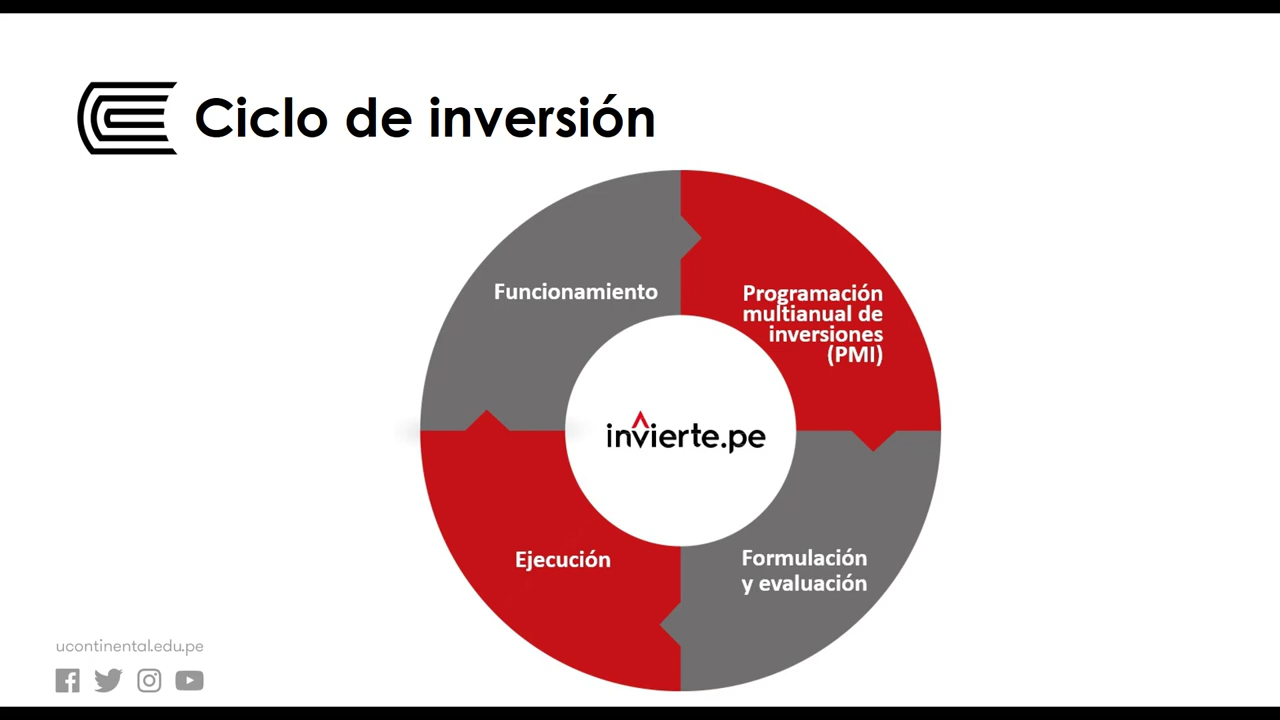 Ciclo de inversión
Funcionamiento
Programación
multianual de
inversiones
(PMI)
invierte.pe
Ejecución
Formulación
y evaluación
ucontinental.edu.pe